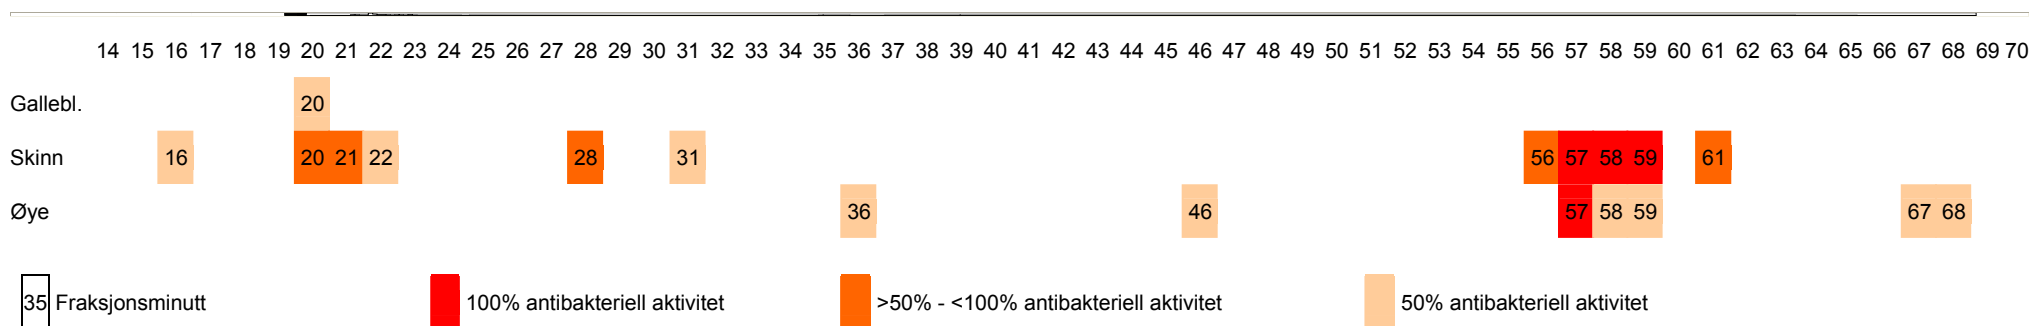 14 15 16 17 18 19 20 21 22 23 24 25 26 27 28 29 30 31 32 33 34 35 36 37 38 39 40 41 42 43 44 45 46 47 48 49 50 51 52 53 54 55 56 57 58 59 60 61 62 63 64 65 66 67 68 69 70
Gallebl. 20
Skinn 16 20 21 22 28 31 56 57 58 59 61
Øye 36 46 57 58 59 67 68
35 Fraksjonsminutt 100% antibakteriell aktivitet >50% - <100% antibakteriell aktivitet 50% antibakteriell aktivitet